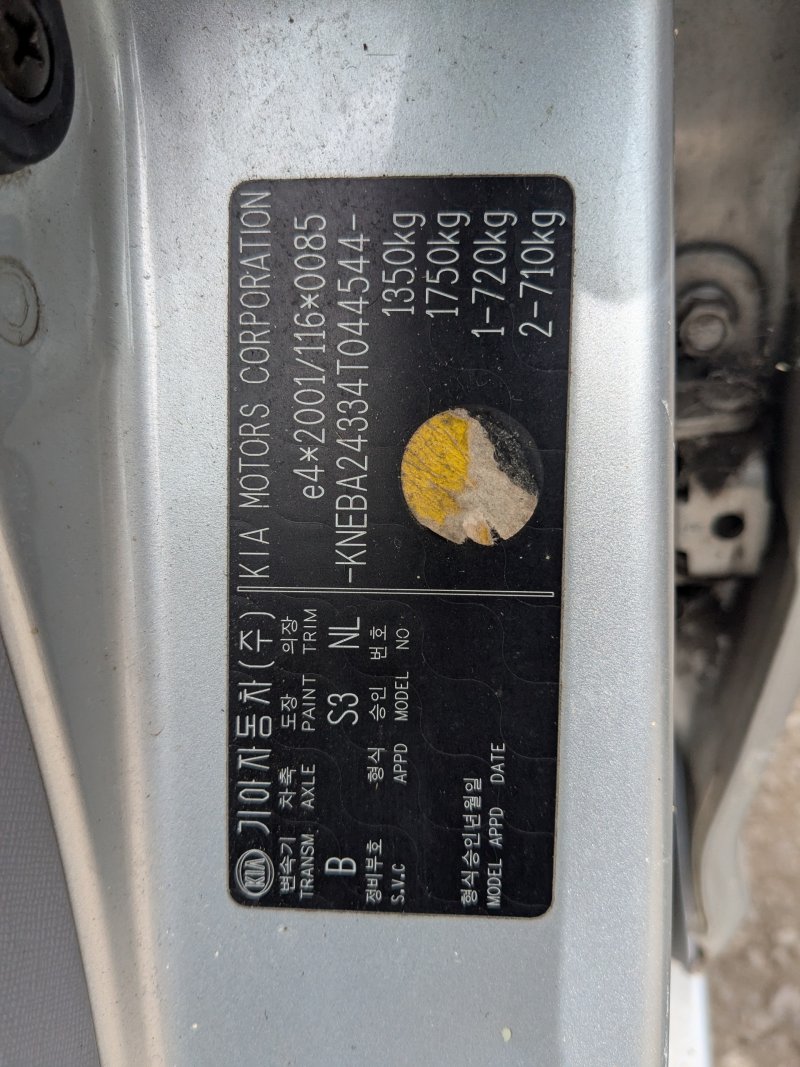 KIA 기아자동차(주) KIA MOTORS CORPORATION
변속기 차축 도장 의장
TRANSM. AXLE PAINT TRIM
e4*2001/116*0085
B S3 NL
-KNEBA24334T044544-
정비부호 형식 승인 번호
S.V.C APPD MODEL NO
1350kg
1750kg
형식승인년월일
MODEL APPD DATE
1-720kg
2-710kg